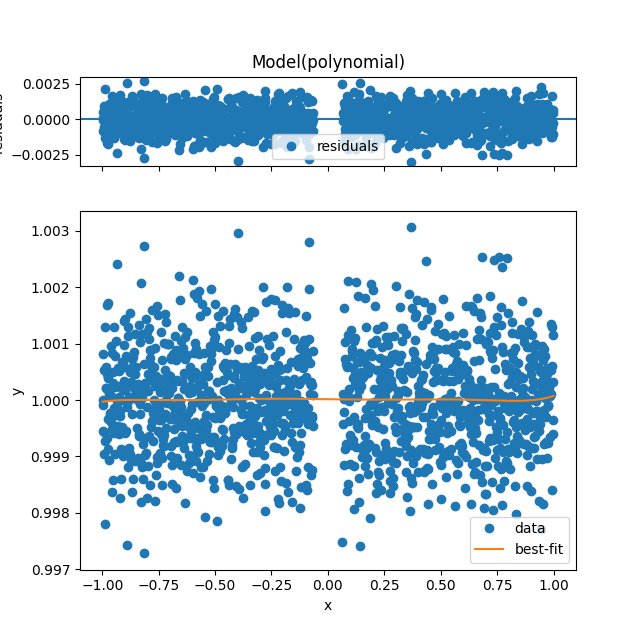 Model(polynomial)
0.0025
0.0000
−0.0025
residuals
residuals
1.003
1.002
1.001
1.000
0.999
0.998
0.997
y
data
best-fit
−1.00 −0.75 −0.50 −0.25 0.00 0.25 0.50 0.75 1.00
x